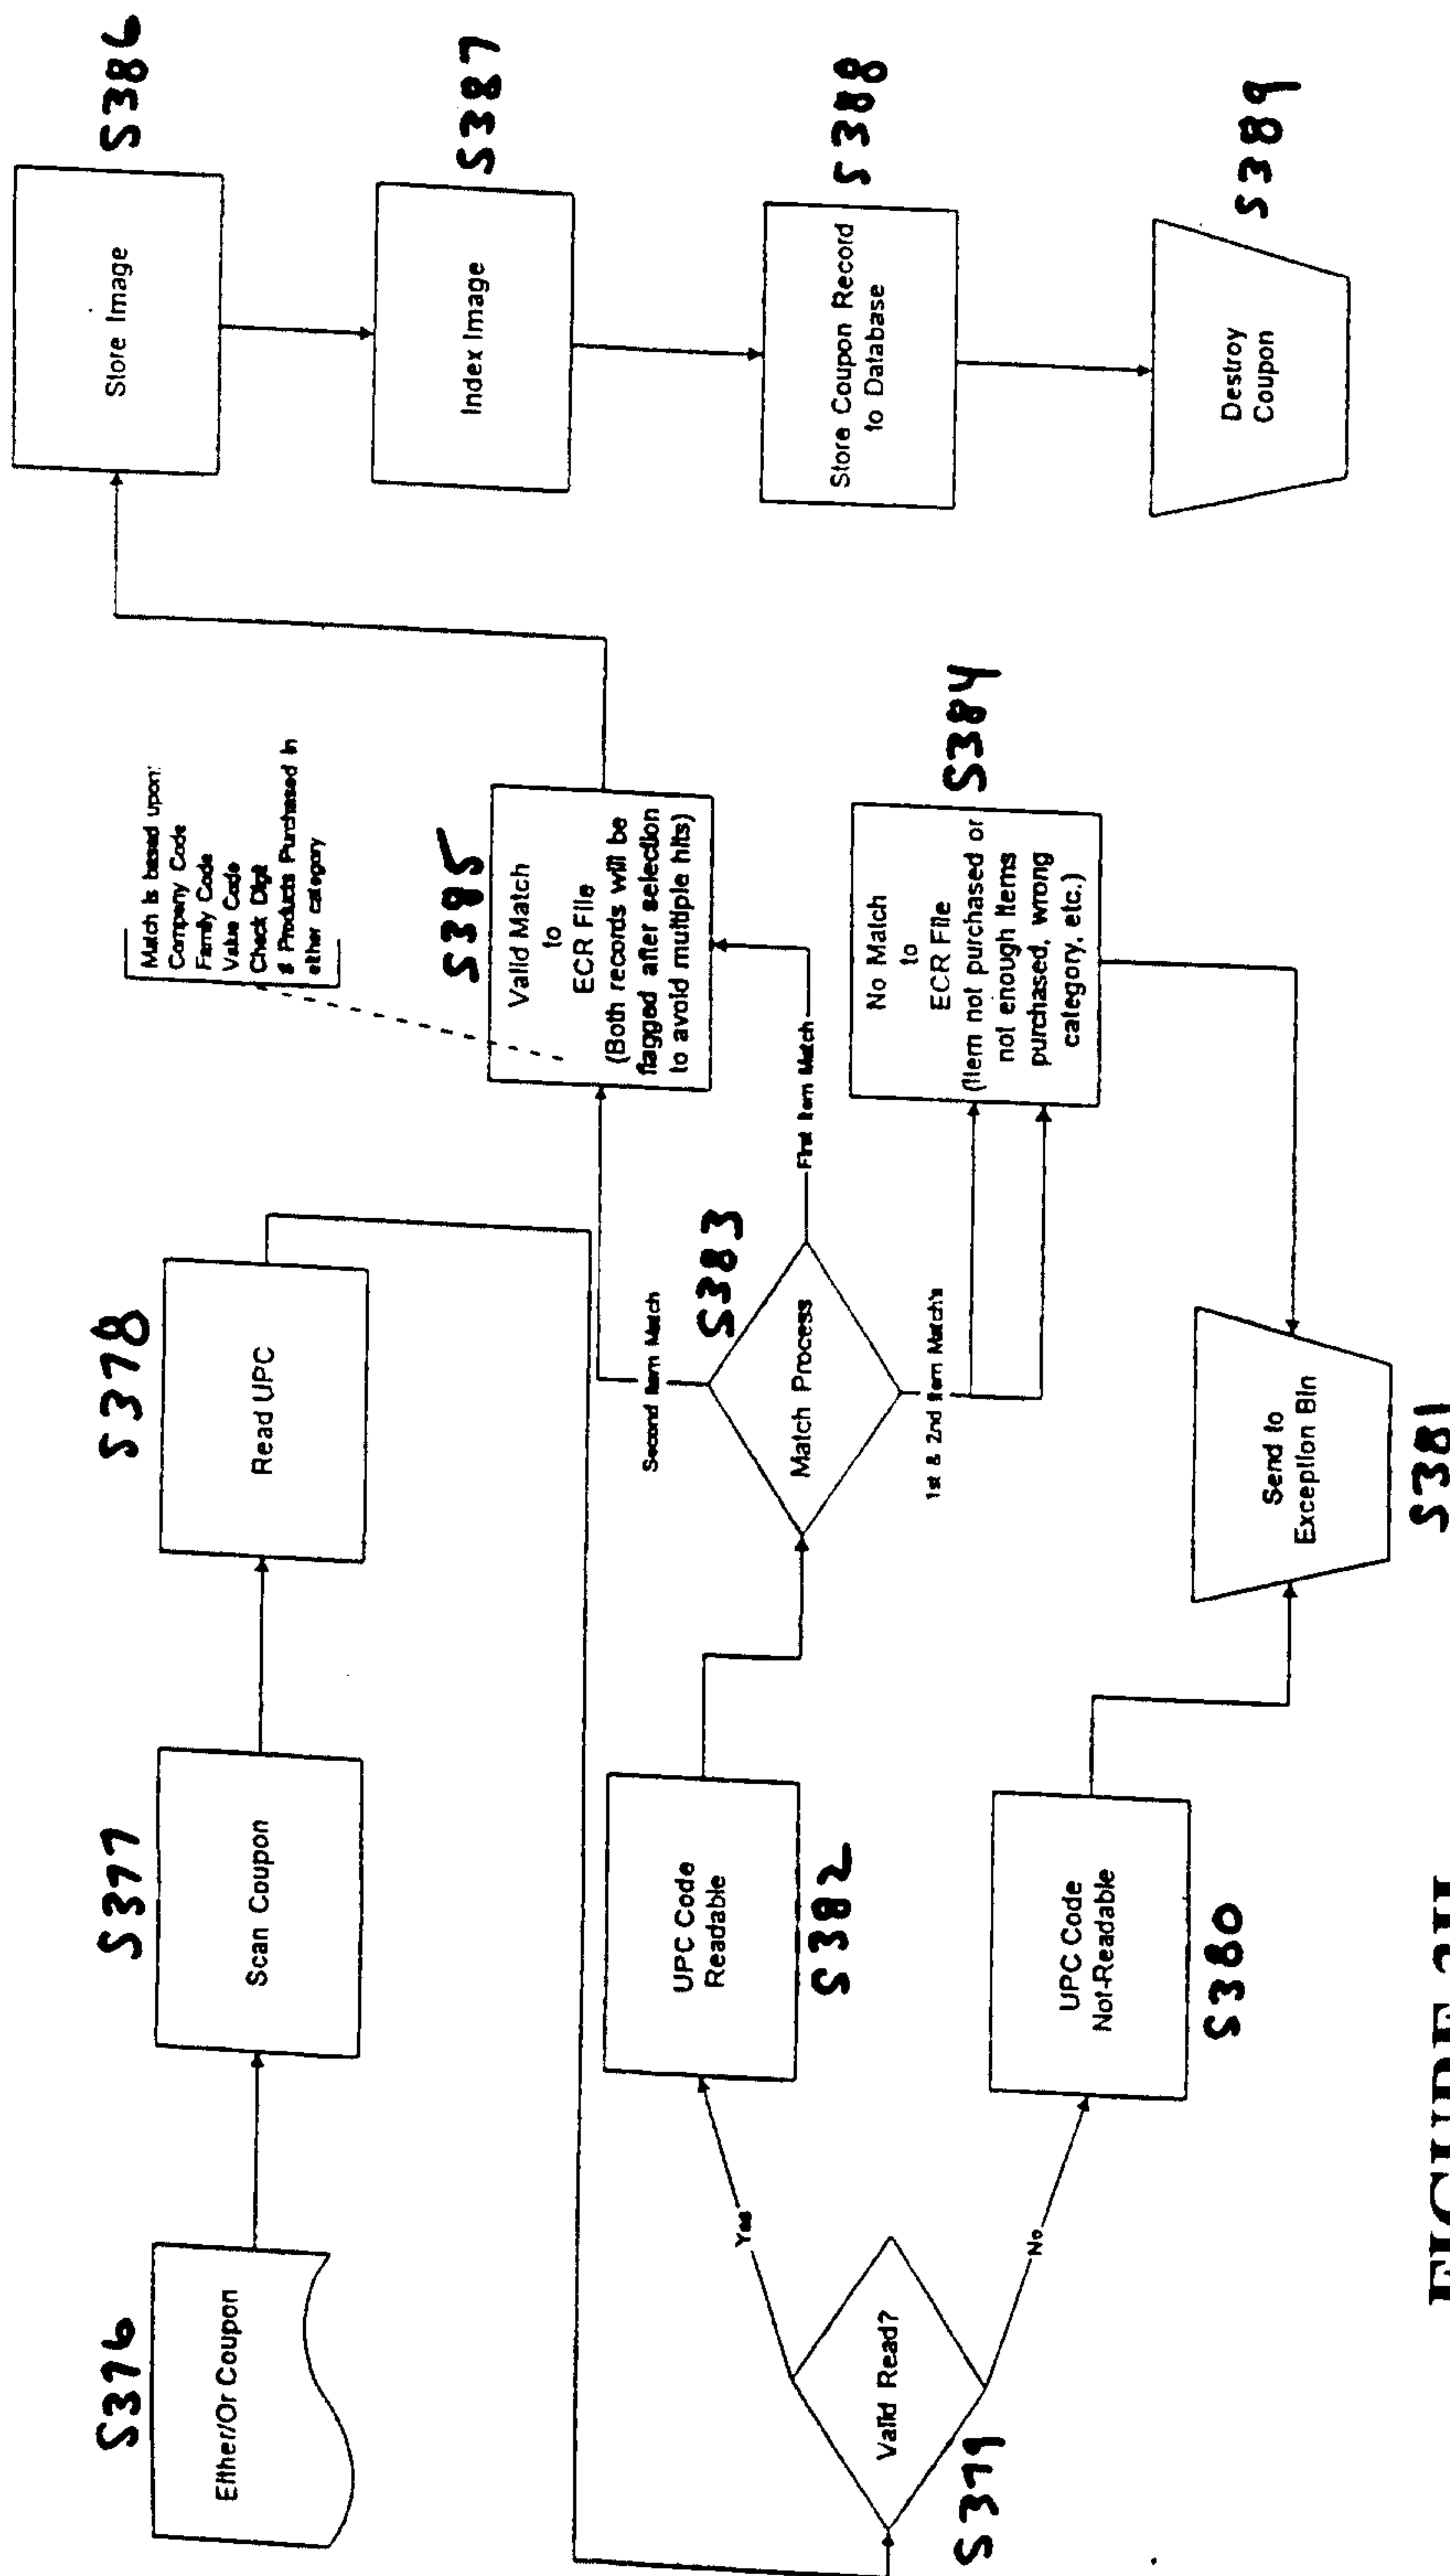 S376
Either/Or Coupon
S377
Scan Coupon
S378
Read UPC
S379
Valid Read?
Yes
No
UPC Code
Readable
S382
UPC Code
Not-Readable
S380
S383
Match Process
Second Item Match
First Item Match
1st & 2nd Item Match's
Match is based upon:
Company Code
Family Code
Value Code
Check Digit
# Products Purchased in
either category
S385
Valid Match
to
ECR File
(Both records will be
flagged after selection
to avoid multiple hits)
S384
No Match
to
ECR File
(Item not purchased or
not enough items
purchased, wrong
category, etc.)
Send to
Exception Bin
S381
Store Image
S386
Index Image
S387
Store Coupon Record
to Database
S388
Destroy
Coupon
S389
FIGURE